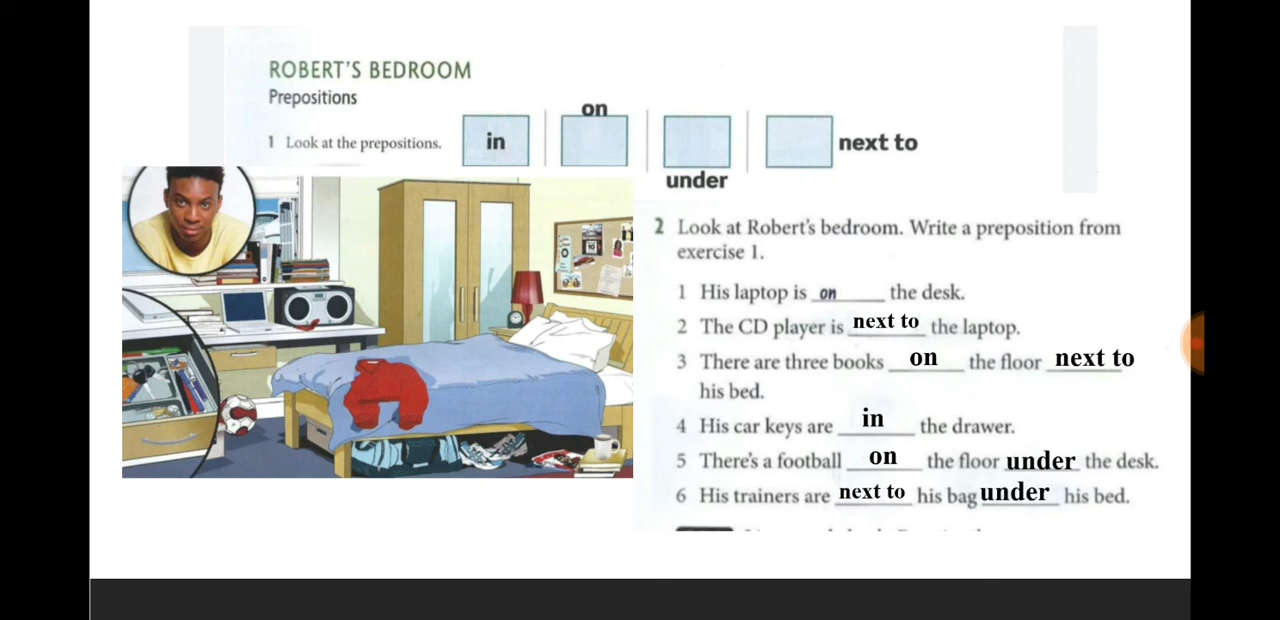 ROBERT'S BEDROOM
Prepositions
1 Look at the prepositions.
in
on
under
next to
2 Look at Robert's bedroom. Write a preposition from
exercise 1.
1 His laptop is on the desk.
2 The CD player is next to the laptop.
3 There are three books on the floor next to
his bed.
4 His car keys are in the drawer.
5 There's a football on the floor under the desk.
6 His trainers are next to his bag under his bed.